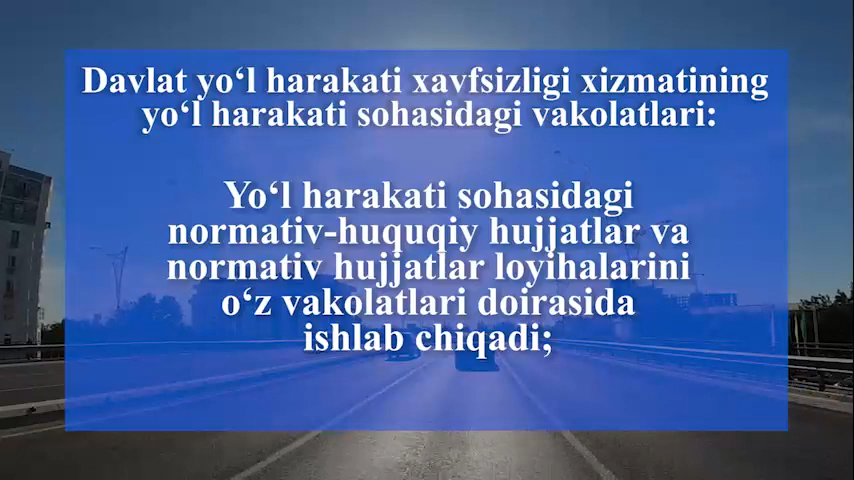 Davlat yo‘l harakati xavfsizligi xizmatining
yo‘l harakati sohasidagi vakolatlari:
Yo‘l harakati sohasidagi
normativ-huquqiy hujjatlar va
normativ hujjatlar loyihalarini
o‘z vakolatlari doirasida
ishlab chiqadi;